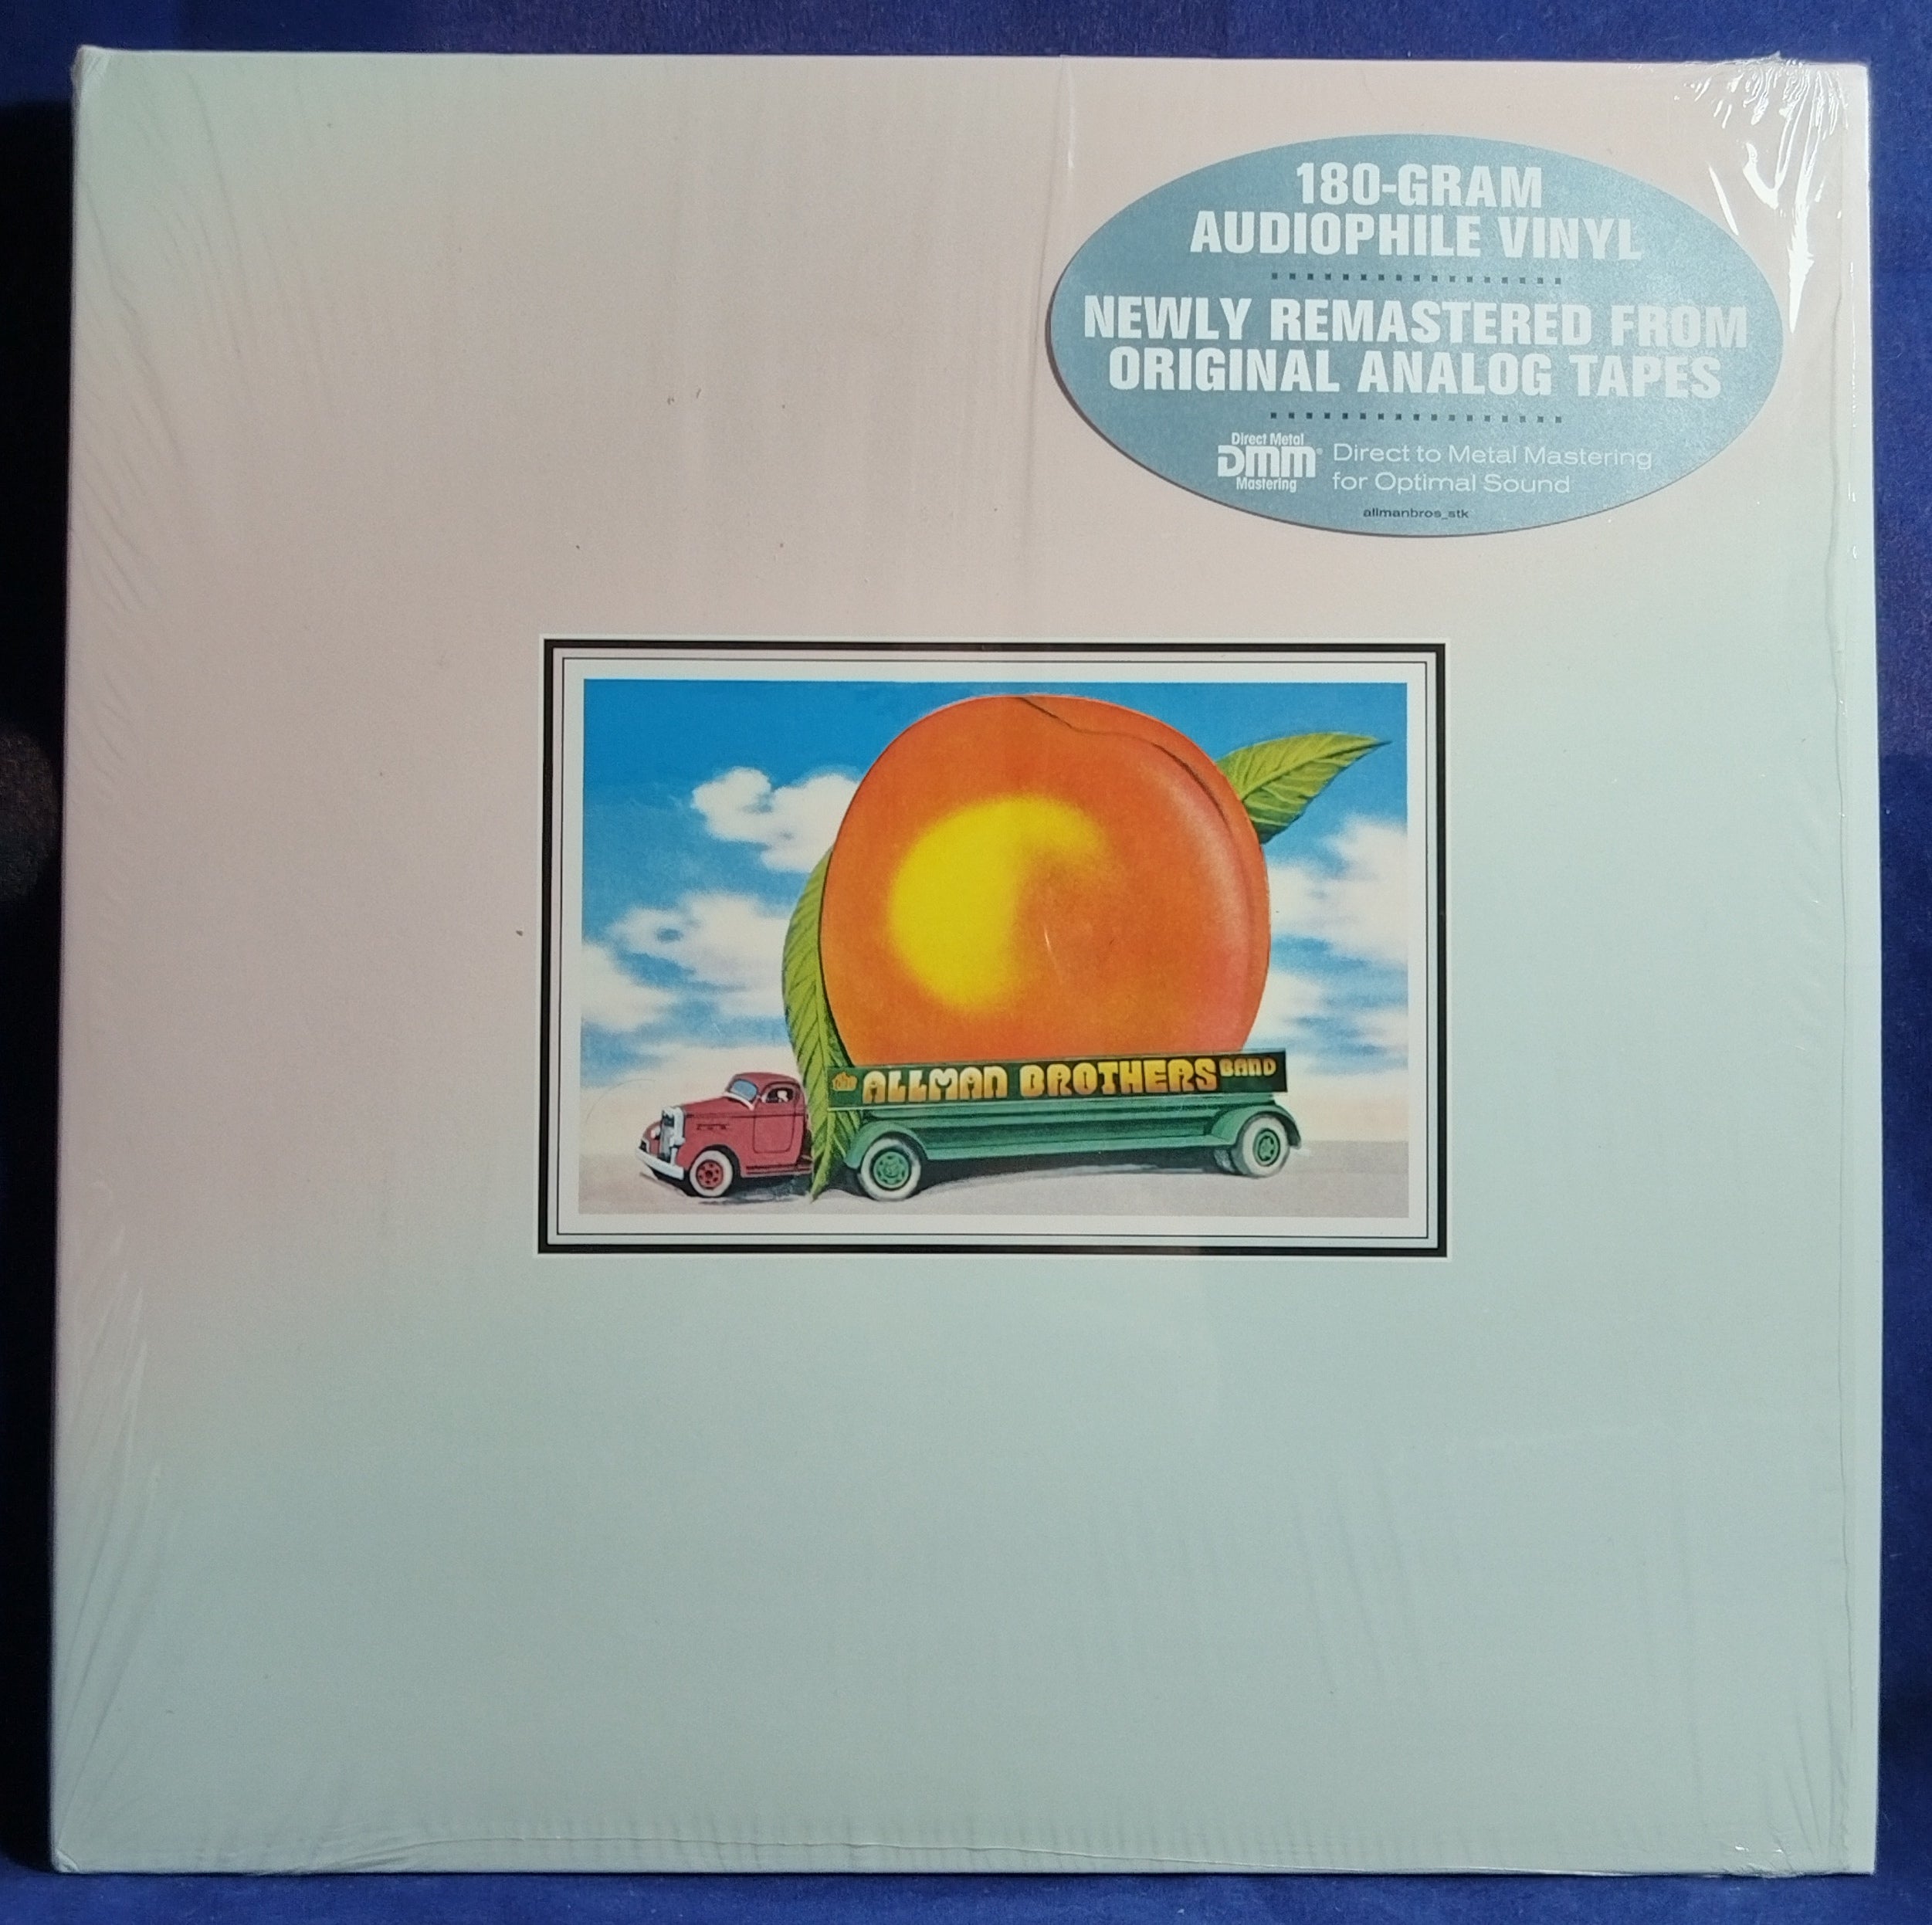 180-GRAM
AUDIOPHILE VINYL
NEWLY REMASTERED FROM
ORIGINAL ANALOG TAPES
Direct Metal
DMM®
Mastering
Direct to Metal Mastering
for Optimal Sound
allmanbros_stk
the ALLMAN BROTHERS BAND